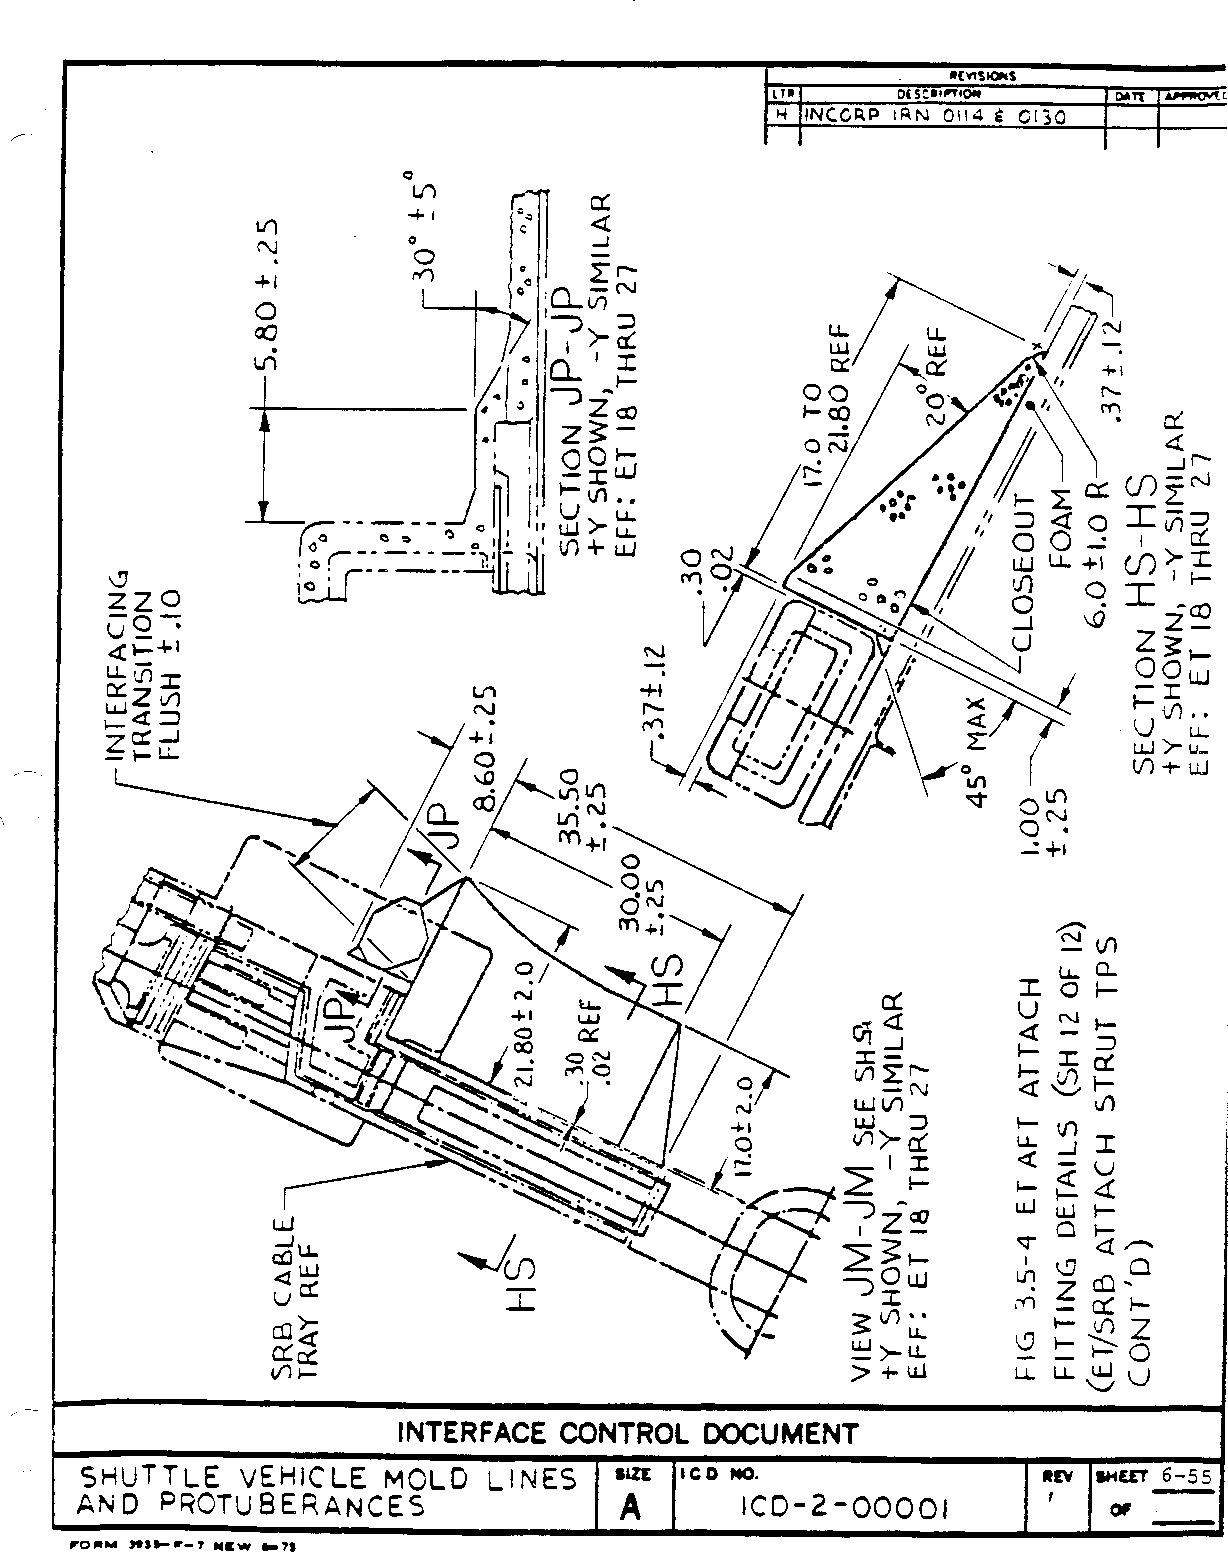 REVISIONS
LTR DESCRIPTION DATE APPROVED
H INCORP IRN 0114 & 0130
5.80 ±.25
30° ±5°
SECTION JP-JP
+Y SHOWN, -Y SIMILAR
EFF: ET 18 THRU 27
INTERFACING
TRANSITION
FLUSH ±.10
17.0 TO
21.80 REF
20° REF
.37±.12
.30
.02
.37±.12
CLOSEOUT
FOAM
6.0 ±1.0 R
45° MAX
1.00
±.25
SECTION HS-HS
+Y SHOWN, -Y SIMILAR
EFF: ET 18 THRU 27
8.60±.25
35.50
±.25
30.00
±.25
JP
JP
HS
HS
21.80±2.0
.30 REF
.02
17.0±2.0
SRB CABLE
TRAY REF
VIEW JM-JM SEE SH 9
+Y SHOWN, -Y SIMILAR
EFF: ET 18 THRU 27
FIG 3.5-4 ET AFT ATTACH
FITTING DETAILS (SH 12 OF 12)
(ET/SRB ATTACH STRUT TPS
CONT'D)
INTERFACE CONTROL DOCUMENT
SHUTTLE VEHICLE MOLD LINES
AND PROTUBERANCES
SIZE
A
ICD NO.
ICD-2-00001
REV
SHEET 6-55
OF
FORM 3933-F-7 NEW 6-73